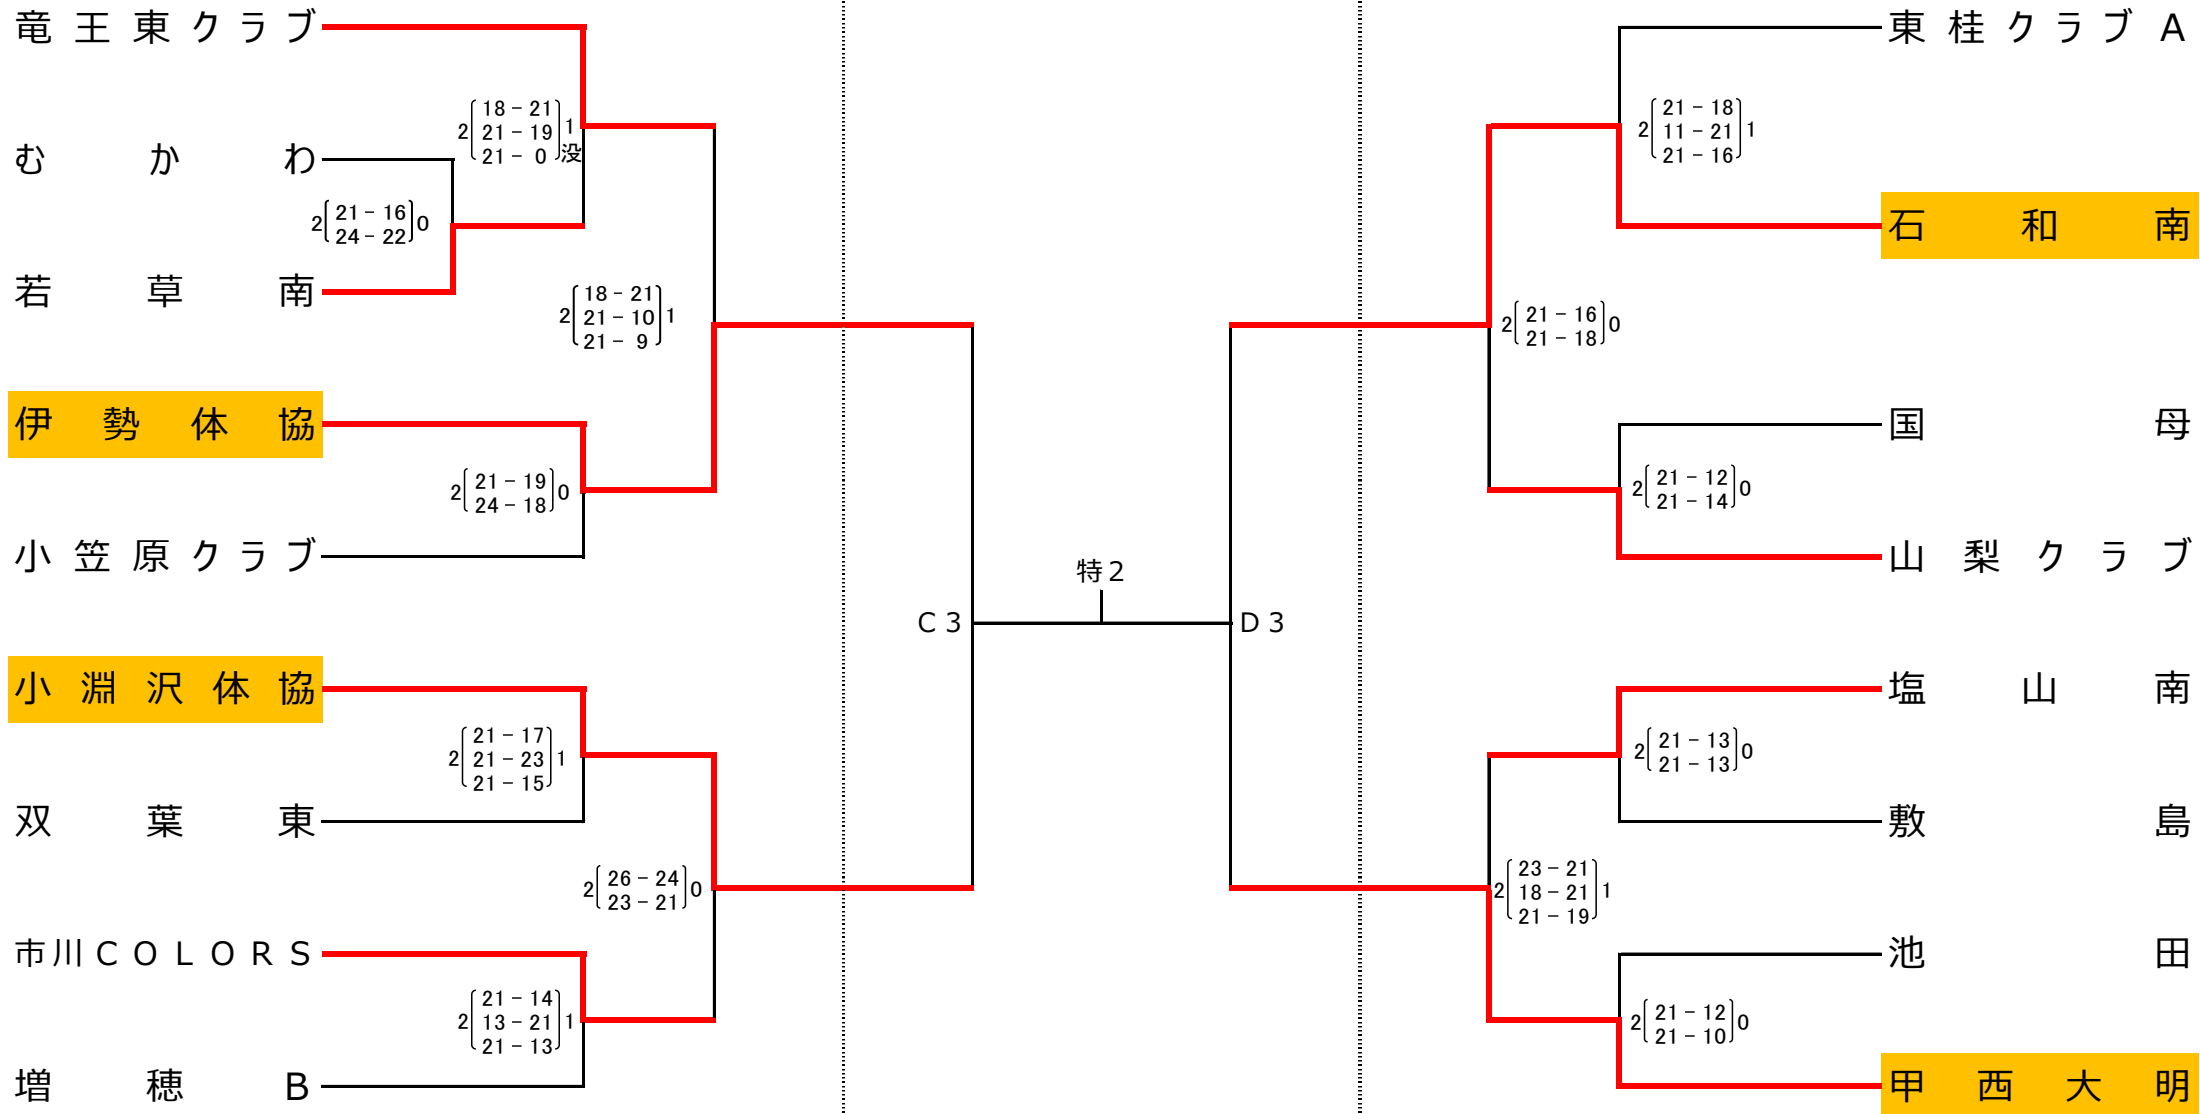 竜王東クラブ
18-21
2 21-19 1
21-0 没
むかわ
2 21-16 0
24-22
若草南
18-21
2 21-10 1
21-9
伊勢体協
2 21-19 0
24-18
小笠原クラブ
小淵沢体協
21-17
2 21-23 1
21-15
双葉東
2 26-24 0
23-21
市川COLORS
21-14
2 13-21 1
21-13
増穂B
C3
特2
D3
東桂クラブA
21-18
2 11-21 1
21-16
石和南
2 21-16 0
21-18
国母
2 21-12 0
21-14
山梨クラブ
塩山南
2 21-13 0
21-13
敷島
23-21
2 18-21 1
21-19
池田
2 21-12 0
21-10
甲西大明